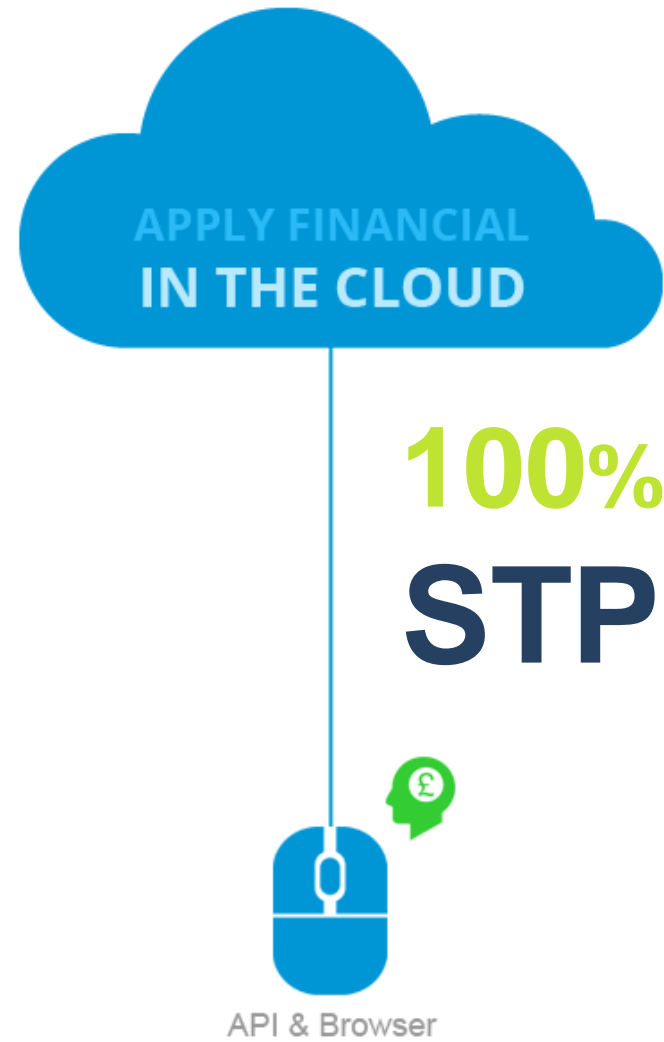 APPLY FINANCIAL
IN THE CLOUD
100%
STP
£
API & Browser